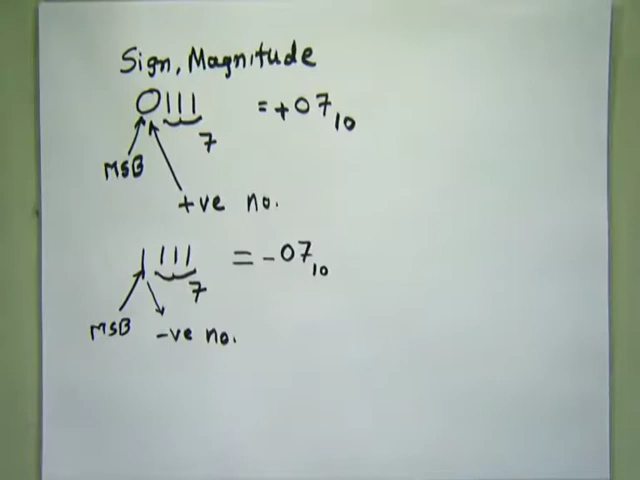 Sign, Magnitude
0111 = +07₁₀
7
MSB
+ve no.
1111 = -07₁₀
7
MSB
-ve no.